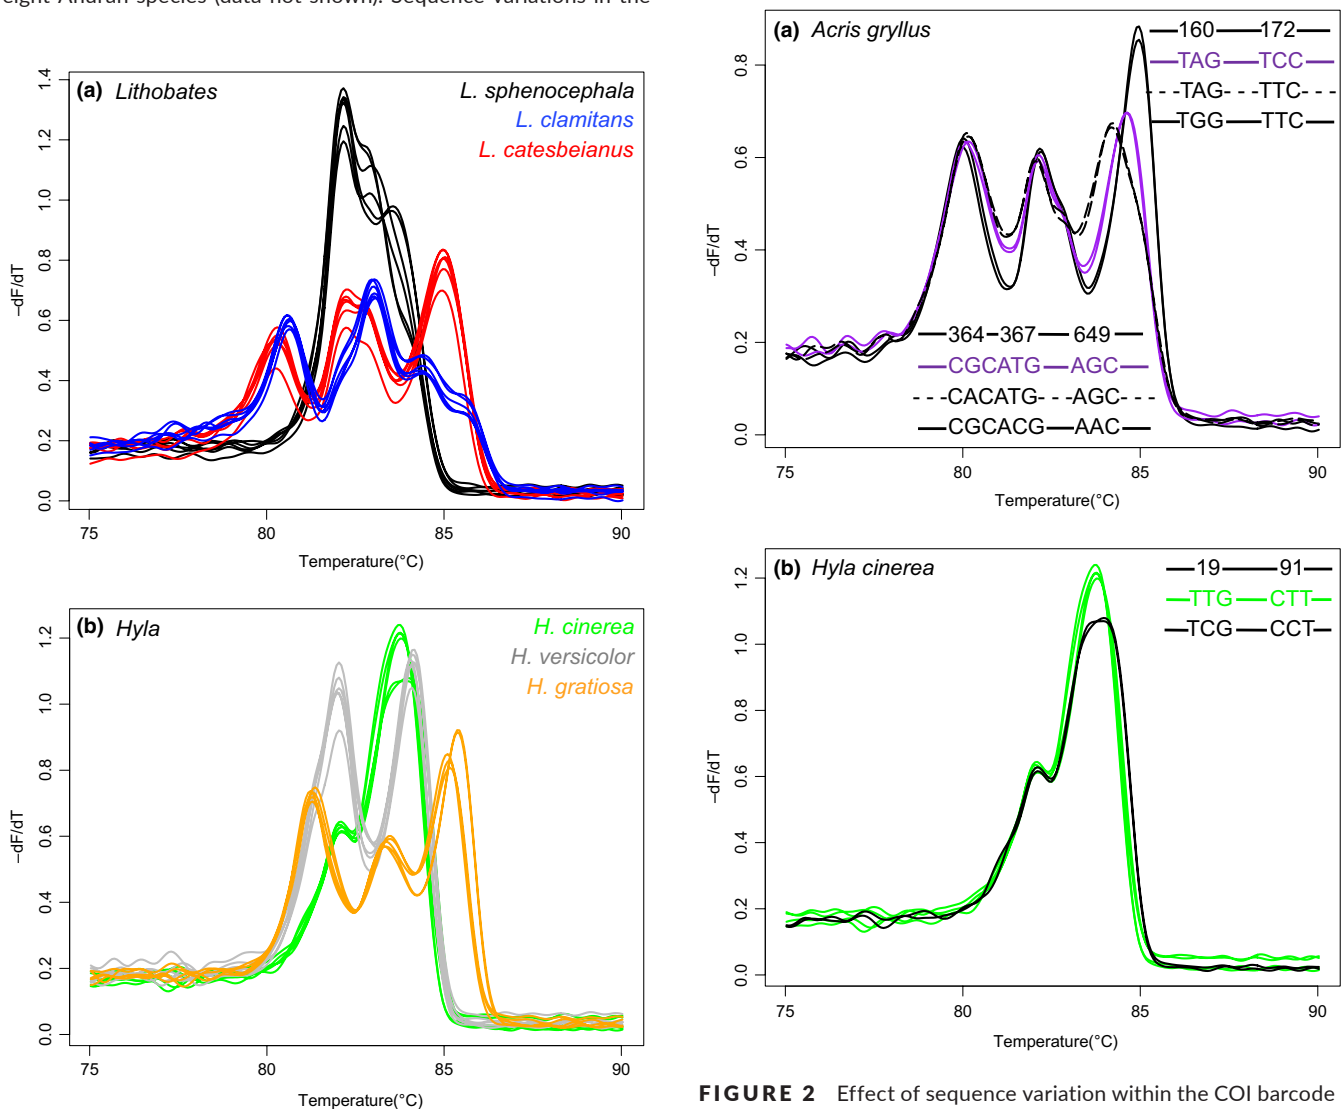 eight Anuran species (data not shown). Sequence variations in the
(a) Lithobates
L. sphenocephala
L. clamitans
L. catesbeianus
1.4
1.2
1.0
0.8
0.6
0.4
0.2
0.0
−dF/dT
75 80 85 90
Temperature(°C)
(b) Hyla
H. cinerea
H. versicolor
H. gratiosa
1.2
1.0
0.8
0.6
0.4
0.2
0.0
−dF/dT
75 80 85 90
Temperature(°C)
(a) Acris gryllus
160 172
TAG TCC
TAG TTC
TGG TTC
0.8
0.6
0.4
0.2
0.0
−dF/dT
364 367 649
CGCATG AGC
CACATG AGC
CGCACG AAC
75 80 85 90
Temperature(°C)
(b) Hyla cinerea
19 91
TTG CTT
TCG CCT
1.2
1.0
0.8
0.6
0.4
0.2
0.0
−dF/dT
75 80 85 90
Temperature(°C)
FIGURE 2 Effect of sequence variation within the COI barcode